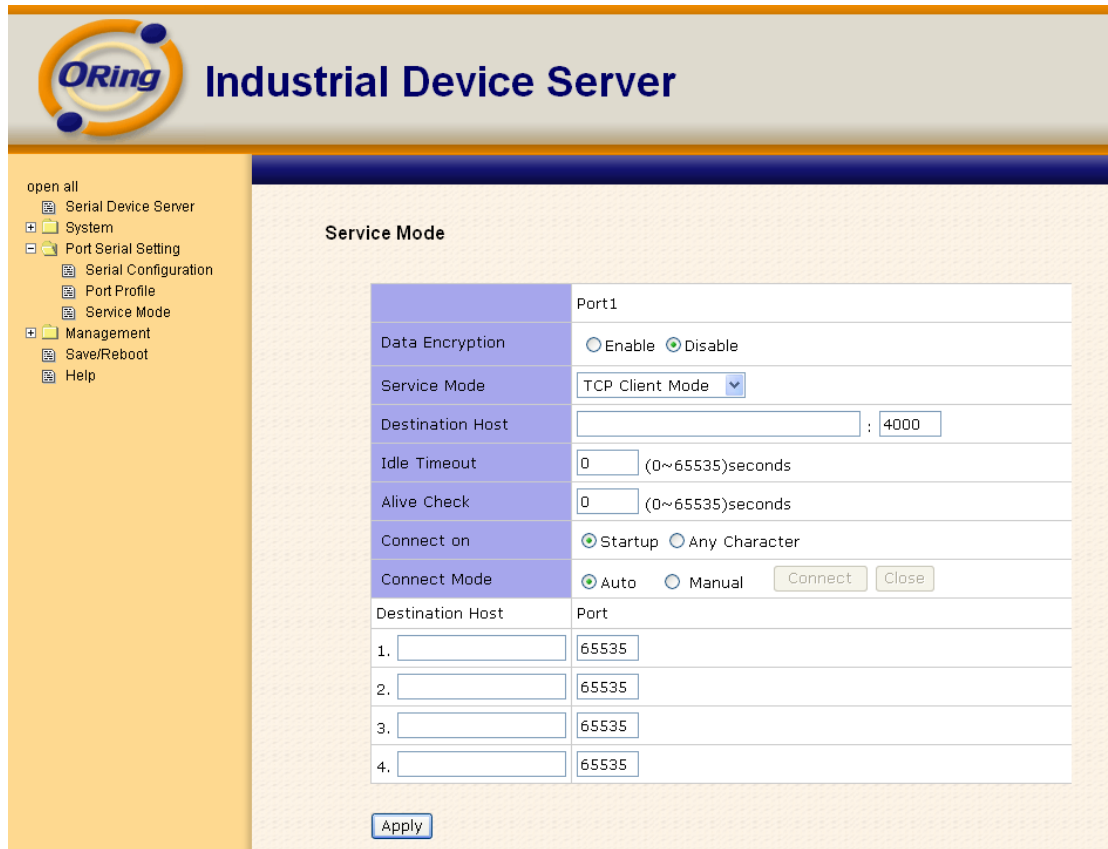 ORing
Industrial Device Server
open all
Serial Device Server
System
Port Serial Setting
Serial Configuration
Port Profile
Service Mode
Management
Save/Reboot
Help
Service Mode
Port1
Data Encryption Enable Disable
Service Mode TCP Client Mode
Destination Host : 4000
Idle Timeout 0 (0~65535)seconds
Alive Check 0 (0~65535)seconds
Connect on Startup Any Character
Connect Mode Auto Manual Connect Close
Destination Host Port
1. 65535
2. 65535
3. 65535
4. 65535
Apply